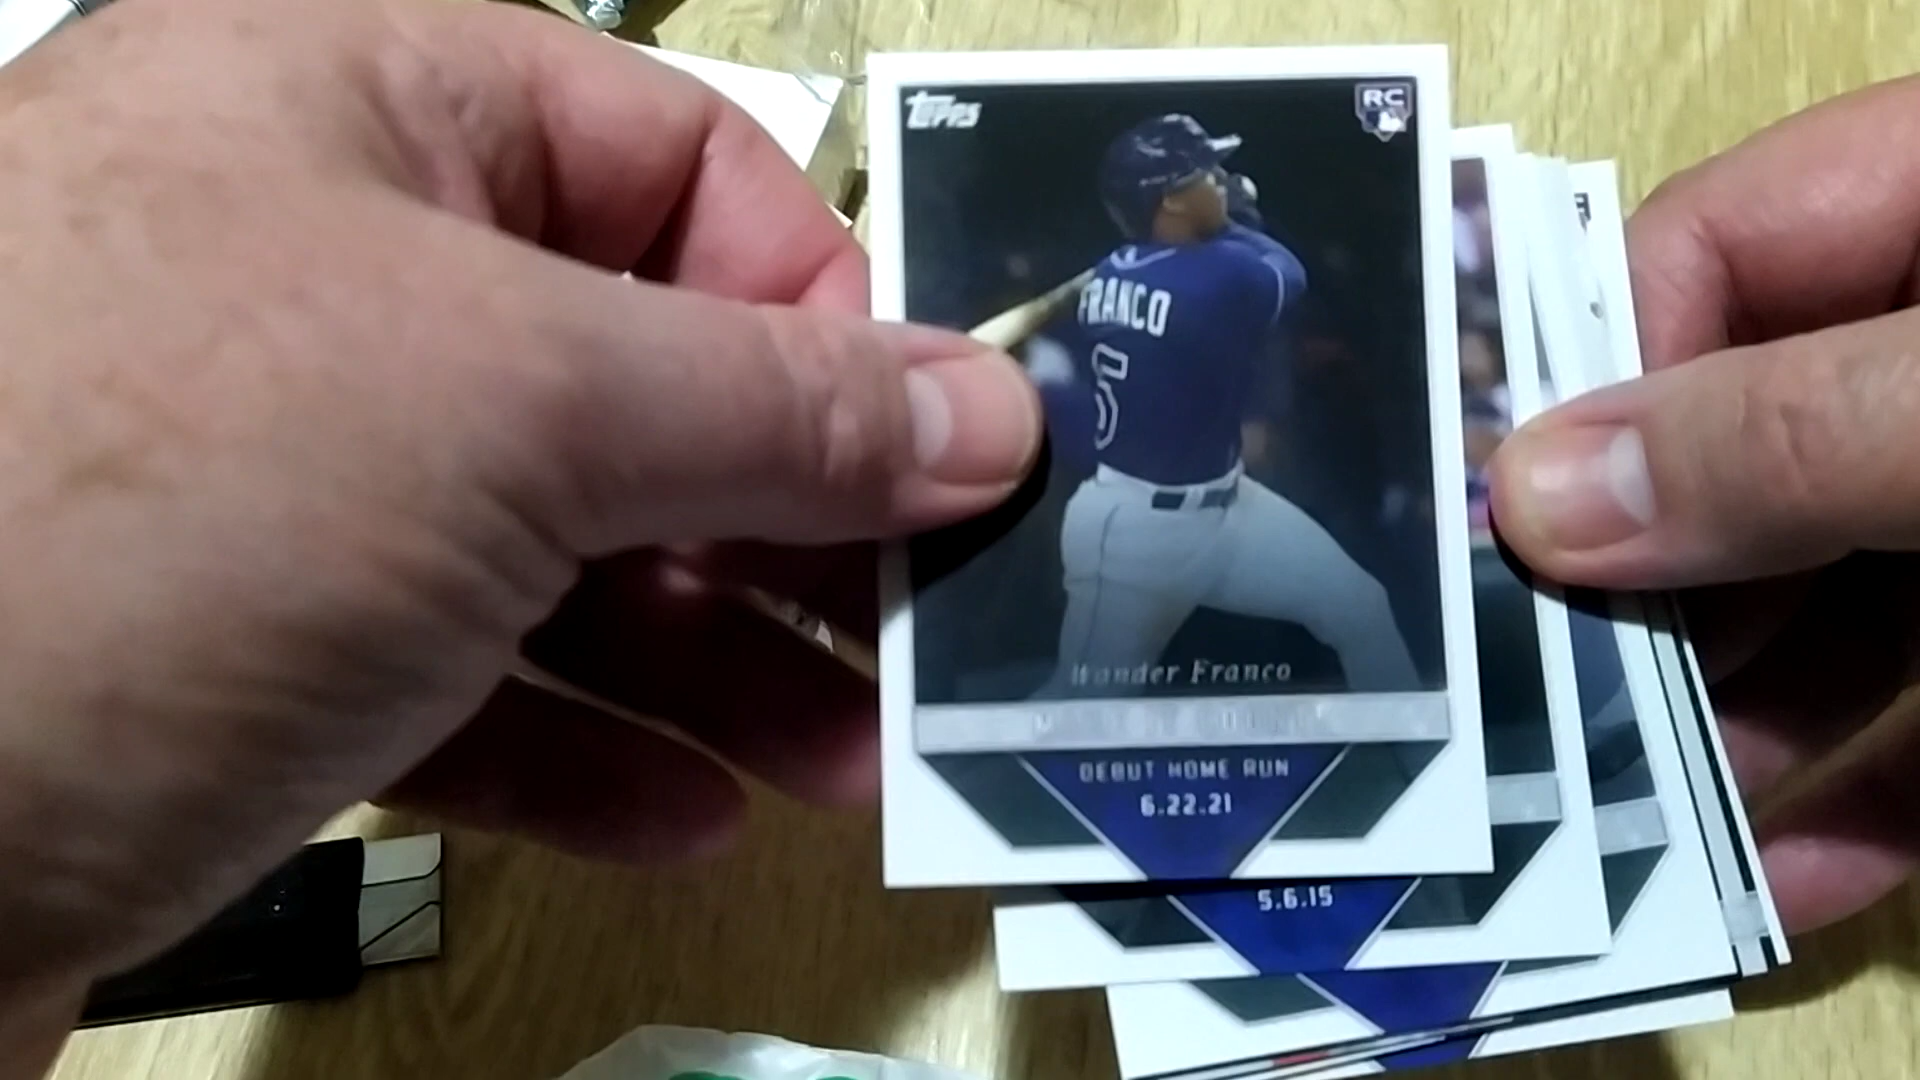 Topps
RC
FRANCO
5
Wander Franco
DEBUT HOME RUN
6.22.21
5.6.15